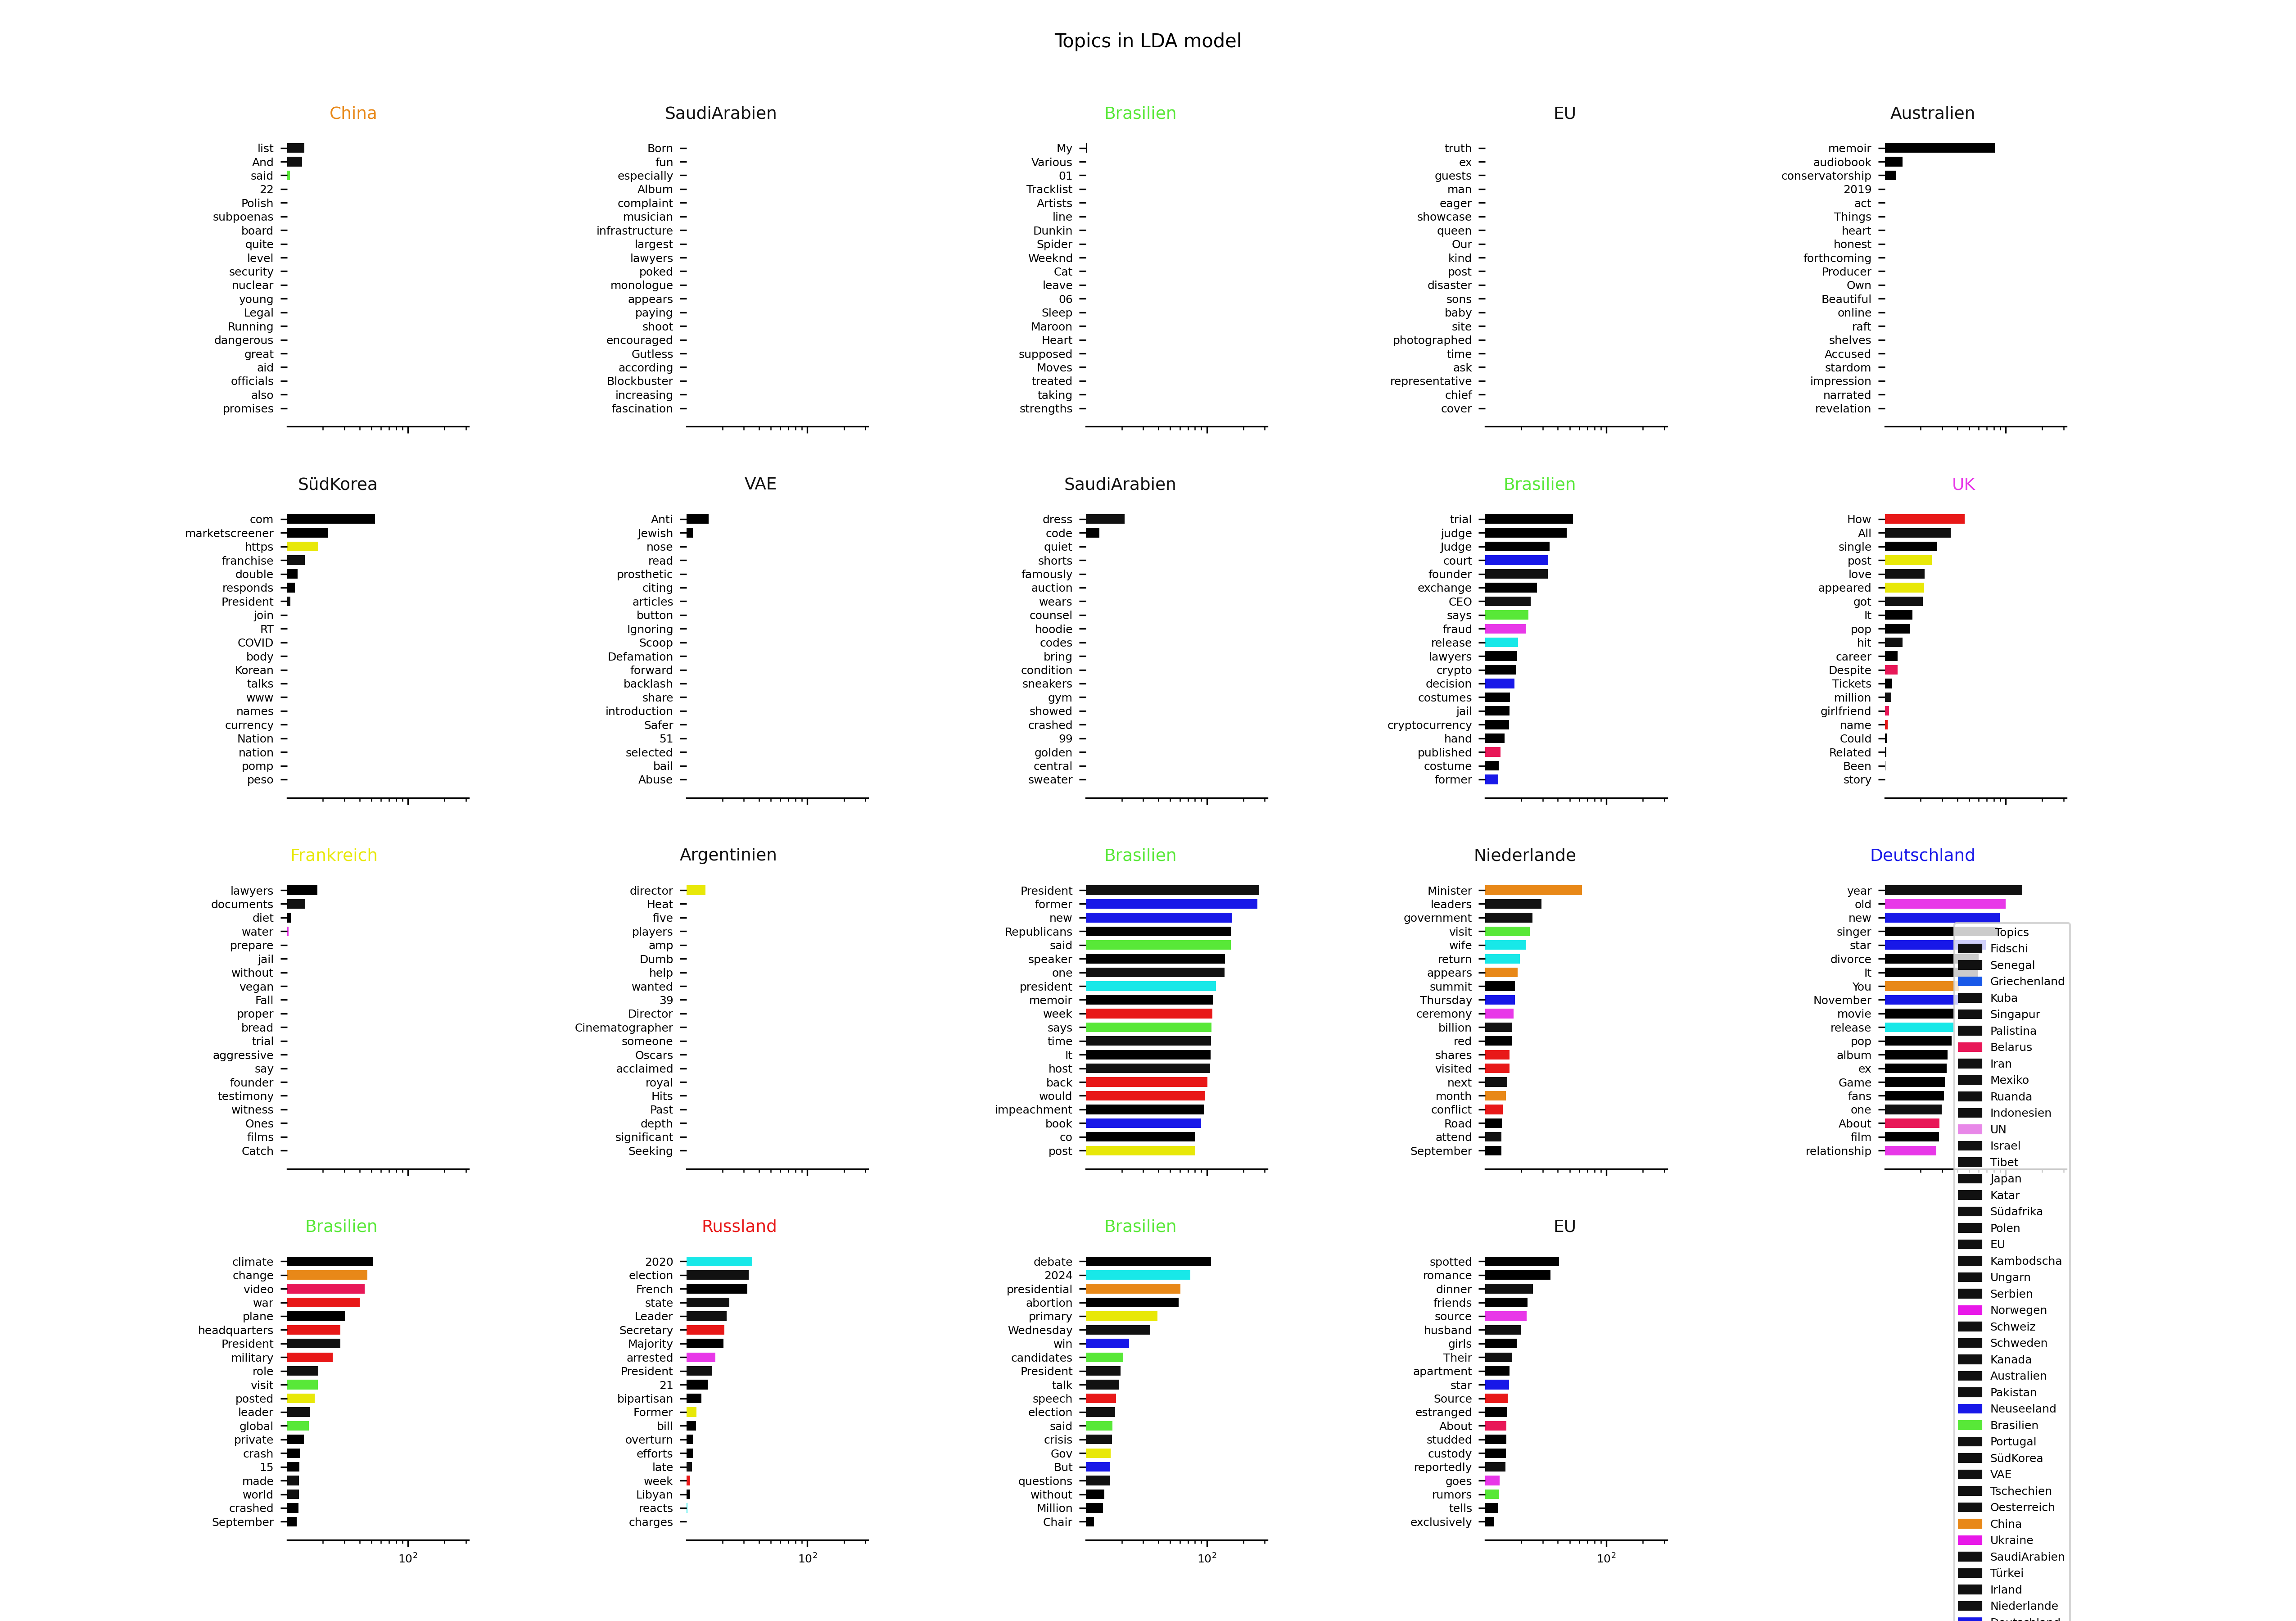 Topics in LDA model
China
list
And
said
22
Polish
subpoenas
board
quite
level
security
nuclear
young
Legal
Running
dangerous
great
aid
officials
also
promises
SaudiArabien
Born
fun
especially
Album
complaint
musician
infrastructure
largest
lawyers
poked
monologue
appears
paying
shoot
encouraged
Gutless
according
Blockbuster
increasing
fascination
Brasilien
My
Various
01
Tracklist
Artists
line
Dunkin
Spider
Weeknd
Cat
leave
06
Sleep
Maroon
Heart
supposed
Moves
treated
taking
strengths
EU
truth
ex
guests
man
eager
showcase
queen
Our
kind
post
disaster
sons
baby
site
photographed
time
ask
representative
chief
cover
Australien
memoir
audiobook
conservatorship
2019
act
Things
heart
honest
forthcoming
Producer
Own
Beautiful
online
raft
shelves
Accused
stardom
impression
narrated
revelation
SüdKorea
com
marketscreener
https
franchise
double
responds
President
join
RT
COVID
body
Korean
talks
www
names
currency
Nation
nation
pomp
peso
VAE
Anti
Jewish
nose
read
prosthetic
citing
articles
button
Ignoring
Scoop
Defamation
forward
backlash
share
introduction
Safer
51
selected
bail
Abuse
SaudiArabien
dress
code
quiet
shorts
famously
auction
wears
counsel
hoodie
codes
bring
condition
sneakers
gym
showed
crashed
99
golden
central
sweater
Brasilien
trial
judge
Judge
court
founder
exchange
CEO
says
fraud
release
lawyers
crypto
decision
costumes
jail
cryptocurrency
hand
published
costume
former
UK
How
All
single
post
love
appeared
got
It
pop
hit
career
Despite
Tickets
million
girlfriend
name
Could
Related
Been
story
Frankreich
lawyers
documents
diet
water
prepare
jail
without
vegan
Fall
proper
bread
trial
aggressive
say
founder
testimony
witness
Ones
films
Catch
Argentinien
director
Heat
five
players
amp
Dumb
help
wanted
39
Director
Cinematographer
someone
Oscars
acclaimed
royal
Hits
Past
depth
significant
Seeking
Brasilien
President
former
new
Republicans
said
speaker
one
president
memoir
week
says
time
It
host
back
would
impeachment
book
co
post
Niederlande
Minister
leaders
government
visit
wife
return
appears
summit
Thursday
ceremony
billion
red
shares
visited
next
month
conflict
Road
attend
September
Deutschland
year
old
new
singer
star
divorce
It
You
November
movie
release
pop
album
ex
Game
fans
one
About
film
relationship
Brasilien
climate
change
video
war
plane
headquarters
President
military
role
visit
posted
leader
global
private
crash
15
made
world
crashed
September
10²
Russland
2020
election
French
state
Leader
Secretary
Majority
arrested
President
21
bipartisan
Former
bill
overturn
efforts
late
week
Libyan
reacts
charges
10²
Brasilien
debate
2024
presidential
abortion
primary
Wednesday
win
candidates
President
talk
speech
election
said
crisis
Gov
But
questions
without
Million
Chair
10²
EU
spotted
romance
dinner
friends
source
husband
girls
Their
apartment
star
Source
estranged
About
studded
custody
reportedly
goes
rumors
tells
exclusively
10²
Topics
Fidschi
Senegal
Griechenland
Kuba
Singapur
Palistina
Belarus
Iran
Mexiko
Ruanda
Indonesien
UN
Israel
Tibet
Japan
Katar
Südafrika
Polen
EU
Kambodscha
Ungarn
Serbien
Norwegen
Schweiz
Schweden
Kanada
Australien
Pakistan
Neuseeland
Brasilien
Portugal
SüdKorea
VAE
Tschechien
Oesterreich
China
Ukraine
SaudiArabien
Türkei
Irland
Niederlande
Deutschland